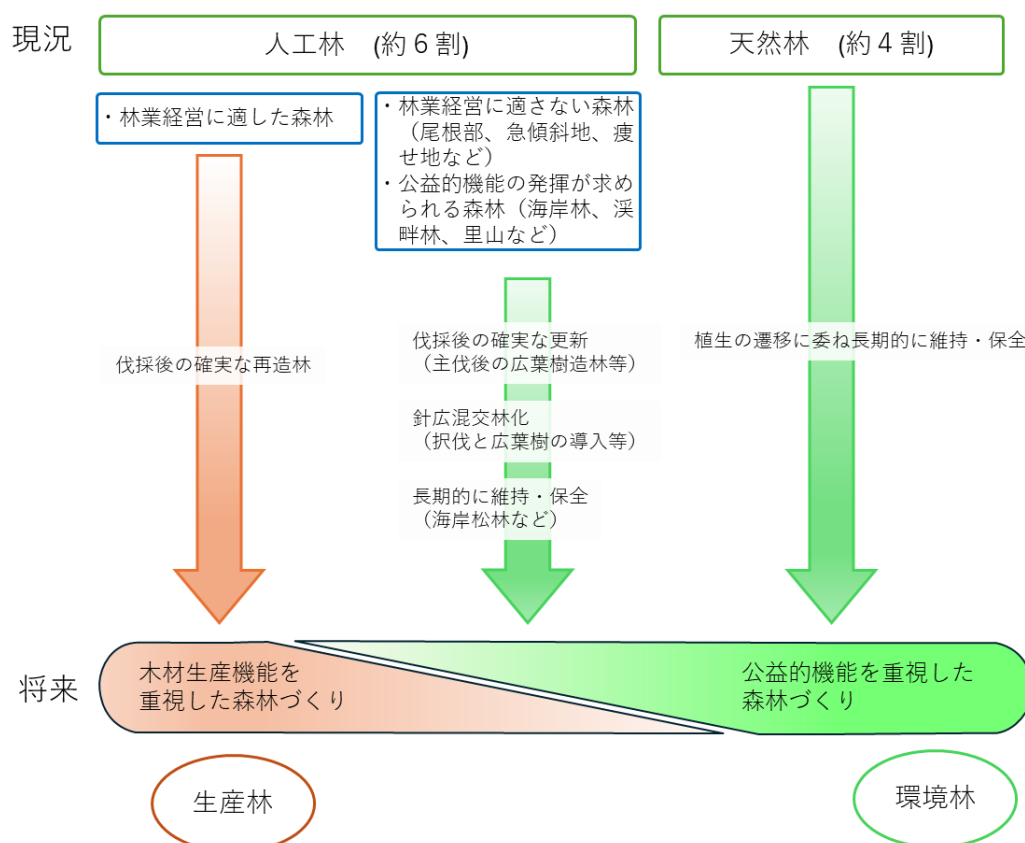 現況
人工林 (約６割)
天然林 (約４割)
・林業経営に適した森林
・林業経営に適さない森林
（尾根部、急傾斜地、痩
せ地など）
・公益的機能の発揮が求め
られる森林（海岸林、渓
畔林、里山など）
伐採後の確実な再造林
伐採後の確実な更新
（主伐後の広葉樹造林等）
針広混交林化
（択伐と広葉樹の導入等）
長期的に維持・保全
（海岸松林など）
植生の遷移に委ね長期的に維持・保全
将来
木材生産機能を
重視した森林づくり
公益的機能を重視した
森林づくり
生産林
環境林